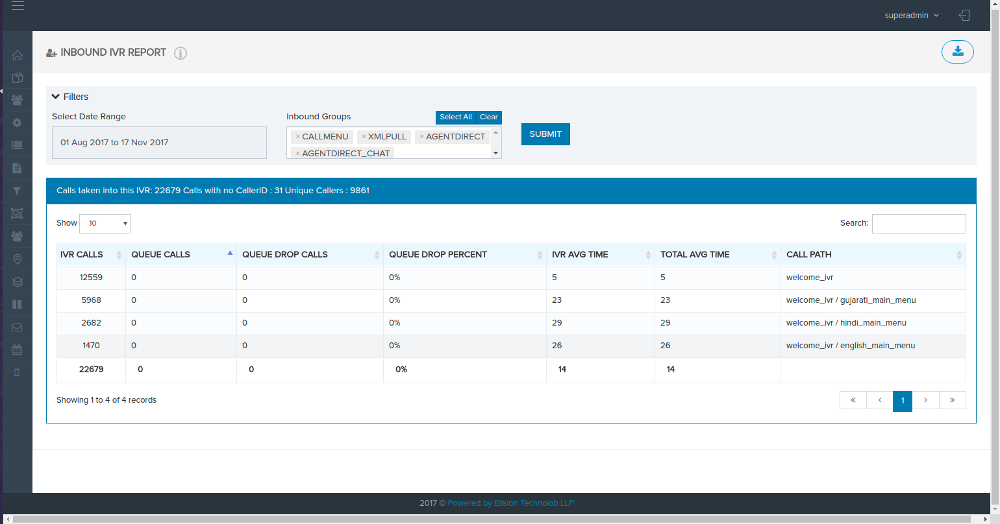 superadmin
INBOUND IVR REPORT
Filters
Select Date Range
Inbound Groups
Select All Clear
01 Aug 2017 to 17 Nov 2017
× CALLMENU × XMLPULL × AGENTDIRECT
× AGENTDIRECT_CHAT
SUBMIT
Calls taken into this IVR: 22679 Calls with no CallerID : 31 Unique Callers : 9861
Show 10 Search:
IVR CALLS QUEUE CALLS QUEUE DROP CALLS QUEUE DROP PERCENT IVR AVG TIME TOTAL AVG TIME CALL PATH
12559 0 0 0% 5 5 welcome_ivr
5968 0 0 0% 23 23 welcome_ivr / gujarati_main_menu
2682 0 0 0% 29 29 welcome_ivr / hindi_main_menu
1470 0 0 0% 26 26 welcome_ivr / english_main_menu
22679 0 0 0% 14 14
Showing 1 to 4 of 4 records
« ‹ 1 › »
2017 © Powered by Elision Technolab LLP